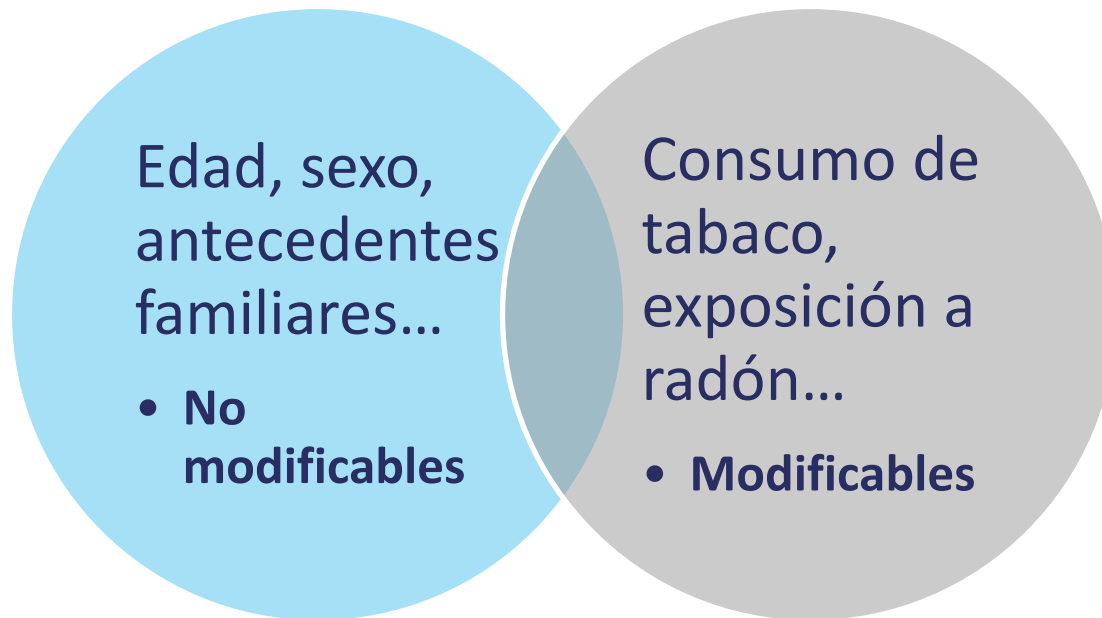 Edad, sexo,
antecedentes
familiares…
• No
modificables
Consumo de
tabaco,
exposición a
radón…
• Modificables